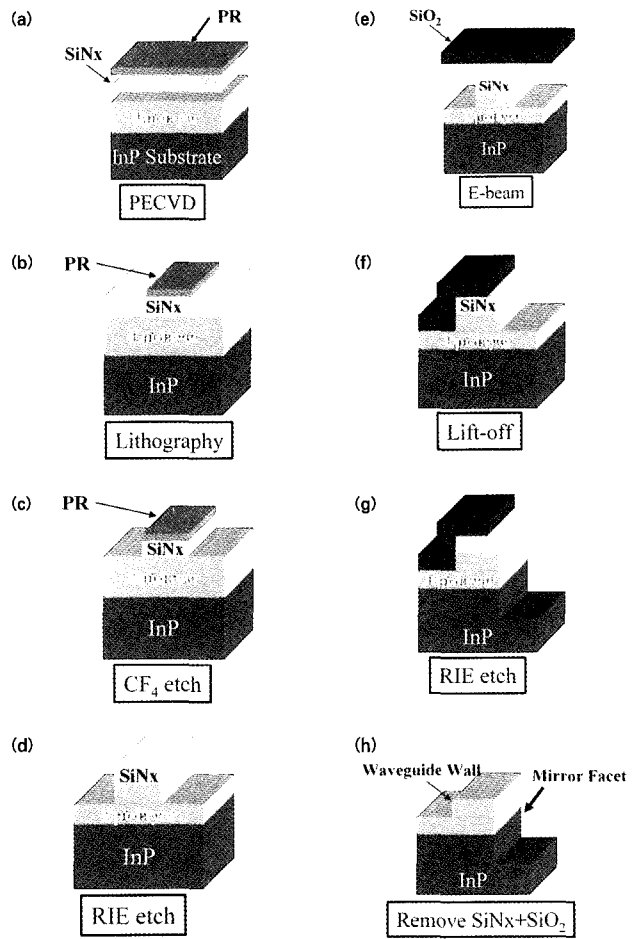 (a)
PR
SiNx
InP Substrate
PECVD
(b)
PR
SiNx
InP
Lithography
(c)
PR
SiNx
InP
CF₄ etch
(d)
SiNx
InP
RIE etch
(e)
SiO₂
SiNx
InP
E-beam
(f)
SiNx
InP
Lift-off
(g)
InP
RIE etch
(h)
Waveguide Wall
Mirror Facet
InP
Remove SiNx+SiO₂